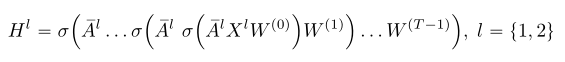 H^l = σ(Ā^l … σ(Ā^l σ(Ā^l X^l W^{(0)}) W^{(1)}) … W^{(T−1)}), l = {1, 2}